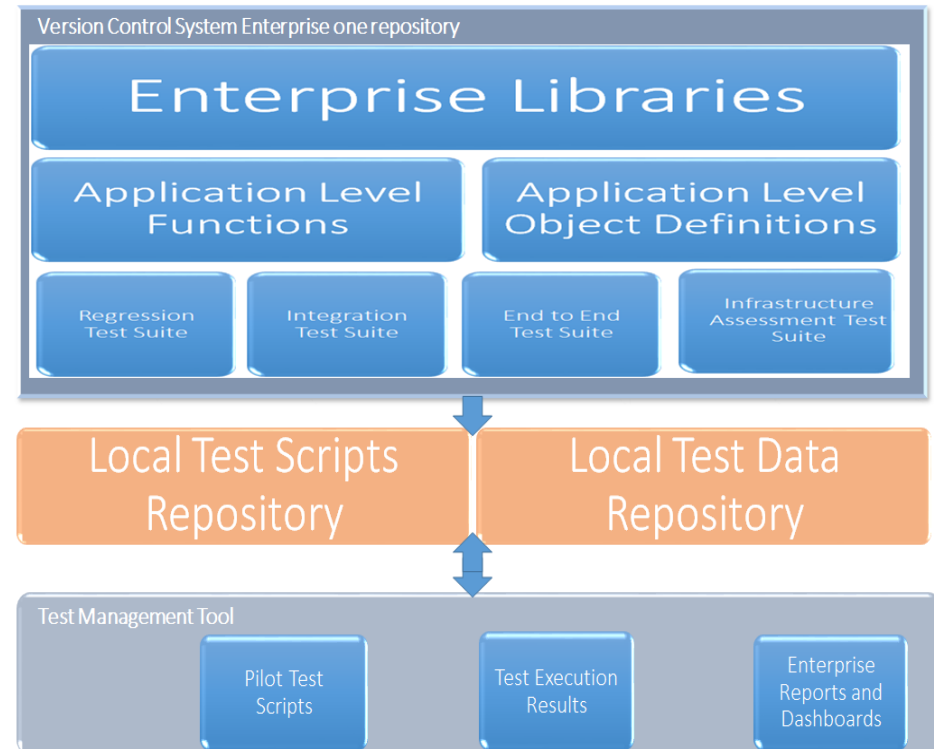 Version Control System Enterprise one repository
Enterprise Libraries
Application Level
Functions
Application Level
Object Definitions
Regression
Test Suite
Integration
Test Suite
End to End
Test Suite
Infrastructure
Assessment Test
Suite
Local Test Scripts
Repository
Local Test Data
Repository
Test Management Tool
Pilot Test
Scripts
Test Execution
Results
Enterprise
Reports and
Dashboards